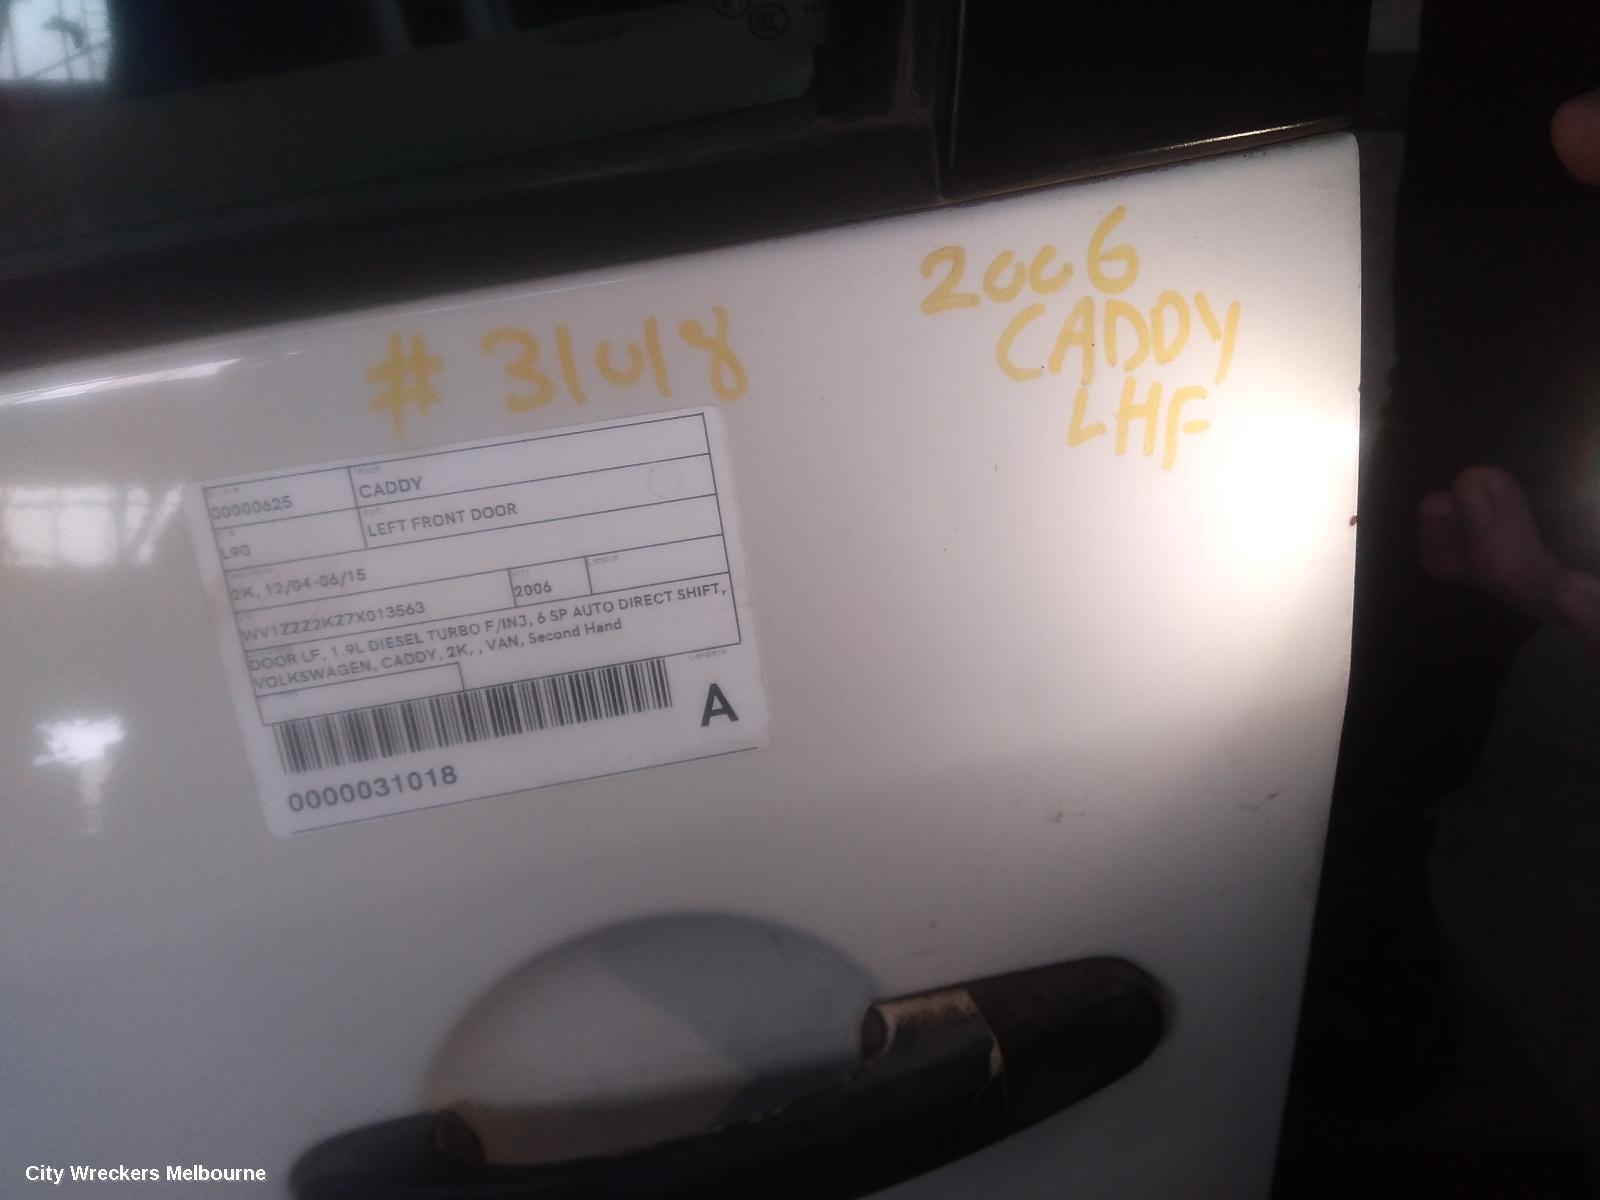 2006
CADDY
LHF
# 31018
00000625
CADDY
L90
LEFT FRONT DOOR
2K, 12/04-06/15
WV1ZZZ2KZ7X013563
2006
DOOR LF, 1.9L DIESEL TURBO F/INJ, 6 SP AUTO DIRECT SHIFT,
VOLKSWAGEN, CADDY, 2K, , VAN, Second Hand
A
0000031018
City Wreckers Melbourne